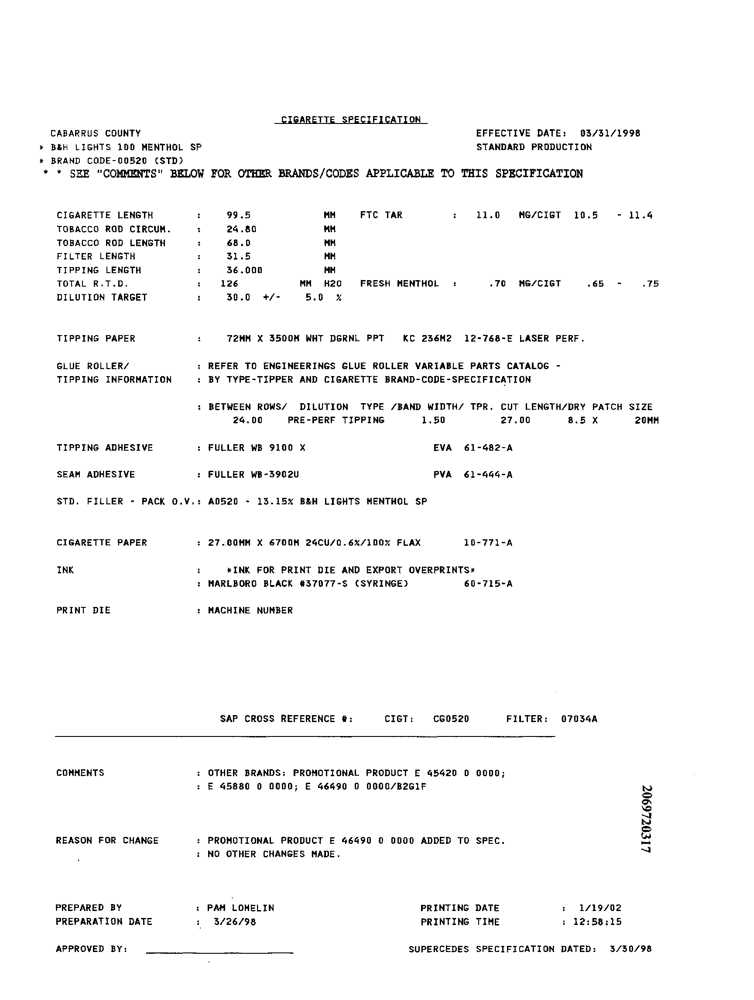 CIGARETTE SPECIFICATION
CABARRUS COUNTY EFFECTIVE DATE: 03/31/1998
* B&H LIGHTS 100 MENTHOL SP STANDARD PRODUCTION
* BRAND CODE-00520 (STD)
* * SEE "COMMENTS" BELOW FOR OTHER BRANDS/CODES APPLICABLE TO THIS SPECIFICATION
CIGARETTE LENGTH : 99.5 MM FTC TAR : 11.0 MG/CIGT 10.5 - 11.4
TOBACCO ROD CIRCUM. : 24.80 MM
TOBACCO ROD LENGTH : 68.0 MM
FILTER LENGTH : 31.5 MM
TIPPING LENGTH : 36.000 MM
TOTAL R.T.D. : 126 MM H2O FRESH MENTHOL : .70 MG/CIGT .65 - .75
DILUTION TARGET : 30.0 +/- 5.0 %
TIPPING PAPER : 72MM X 3500M WHT DGRNL PPT KC 236M2 12-768-E LASER PERF.
GLUE ROLLER/ : REFER TO ENGINEERINGS GLUE ROLLER VARIABLE PARTS CATALOG -
TIPPING INFORMATION : BY TYPE-TIPPER AND CIGARETTE BRAND-CODE-SPECIFICATION
: BETWEEN ROWS/ DILUTION TYPE /BAND WIDTH/ TPR. CUT LENGTH/DRY PATCH SIZE
24.00 PRE-PERF TIPPING 1.50 27.00 8.5 X 20MM
TIPPING ADHESIVE : FULLER WB 9100 X EVA 61-482-A
SEAM ADHESIVE : FULLER WB-3902U PVA 61-444-A
STD. FILLER - PACK O.V.: A0520 - 13.15% B&H LIGHTS MENTHOL SP
CIGARETTE PAPER : 27.00MM X 6700M 24CU/0.6%/100% FLAX 10-771-A
INK : *INK FOR PRINT DIE AND EXPORT OVERPRINTS*
: MARLBORO BLACK #37077-S (SYRINGE) 60-715-A
PRINT DIE : MACHINE NUMBER
SAP CROSS REFERENCE #: CIGT: CG0520 FILTER: 07034A
COMMENTS : OTHER BRANDS: PROMOTIONAL PRODUCT E 45420 0 0000;
: E 45880 0 0000; E 46490 0 0000/B2G1F
2069720317
REASON FOR CHANGE : PROMOTIONAL PRODUCT E 46490 0 0000 ADDED TO SPEC.
: NO OTHER CHANGES MADE.
PREPARED BY : PAM LOMELIN PRINTING DATE : 1/19/02
PREPARATION DATE : 3/26/98 PRINTING TIME : 12:58:15
APPROVED BY: SUPERCEDES SPECIFICATION DATED: 3/30/98